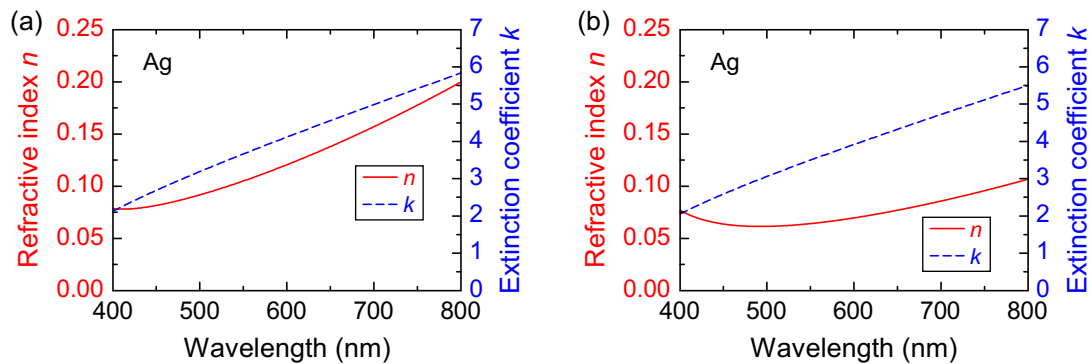 (a)
Refractive index n
0.25
0.20
0.15
0.10
0.05
0.00
Ag
n
k
7
6
5
4
3
2
1
0
Extinction coefficient k
400 500 600 700 800
Wavelength (nm)
(b)
Refractive index n
0.25
0.20
0.15
0.10
0.05
0.00
Ag
n
k
7
6
5
4
3
2
1
0
Extinction coefficient k
400 500 600 700 800
Wavelength (nm)